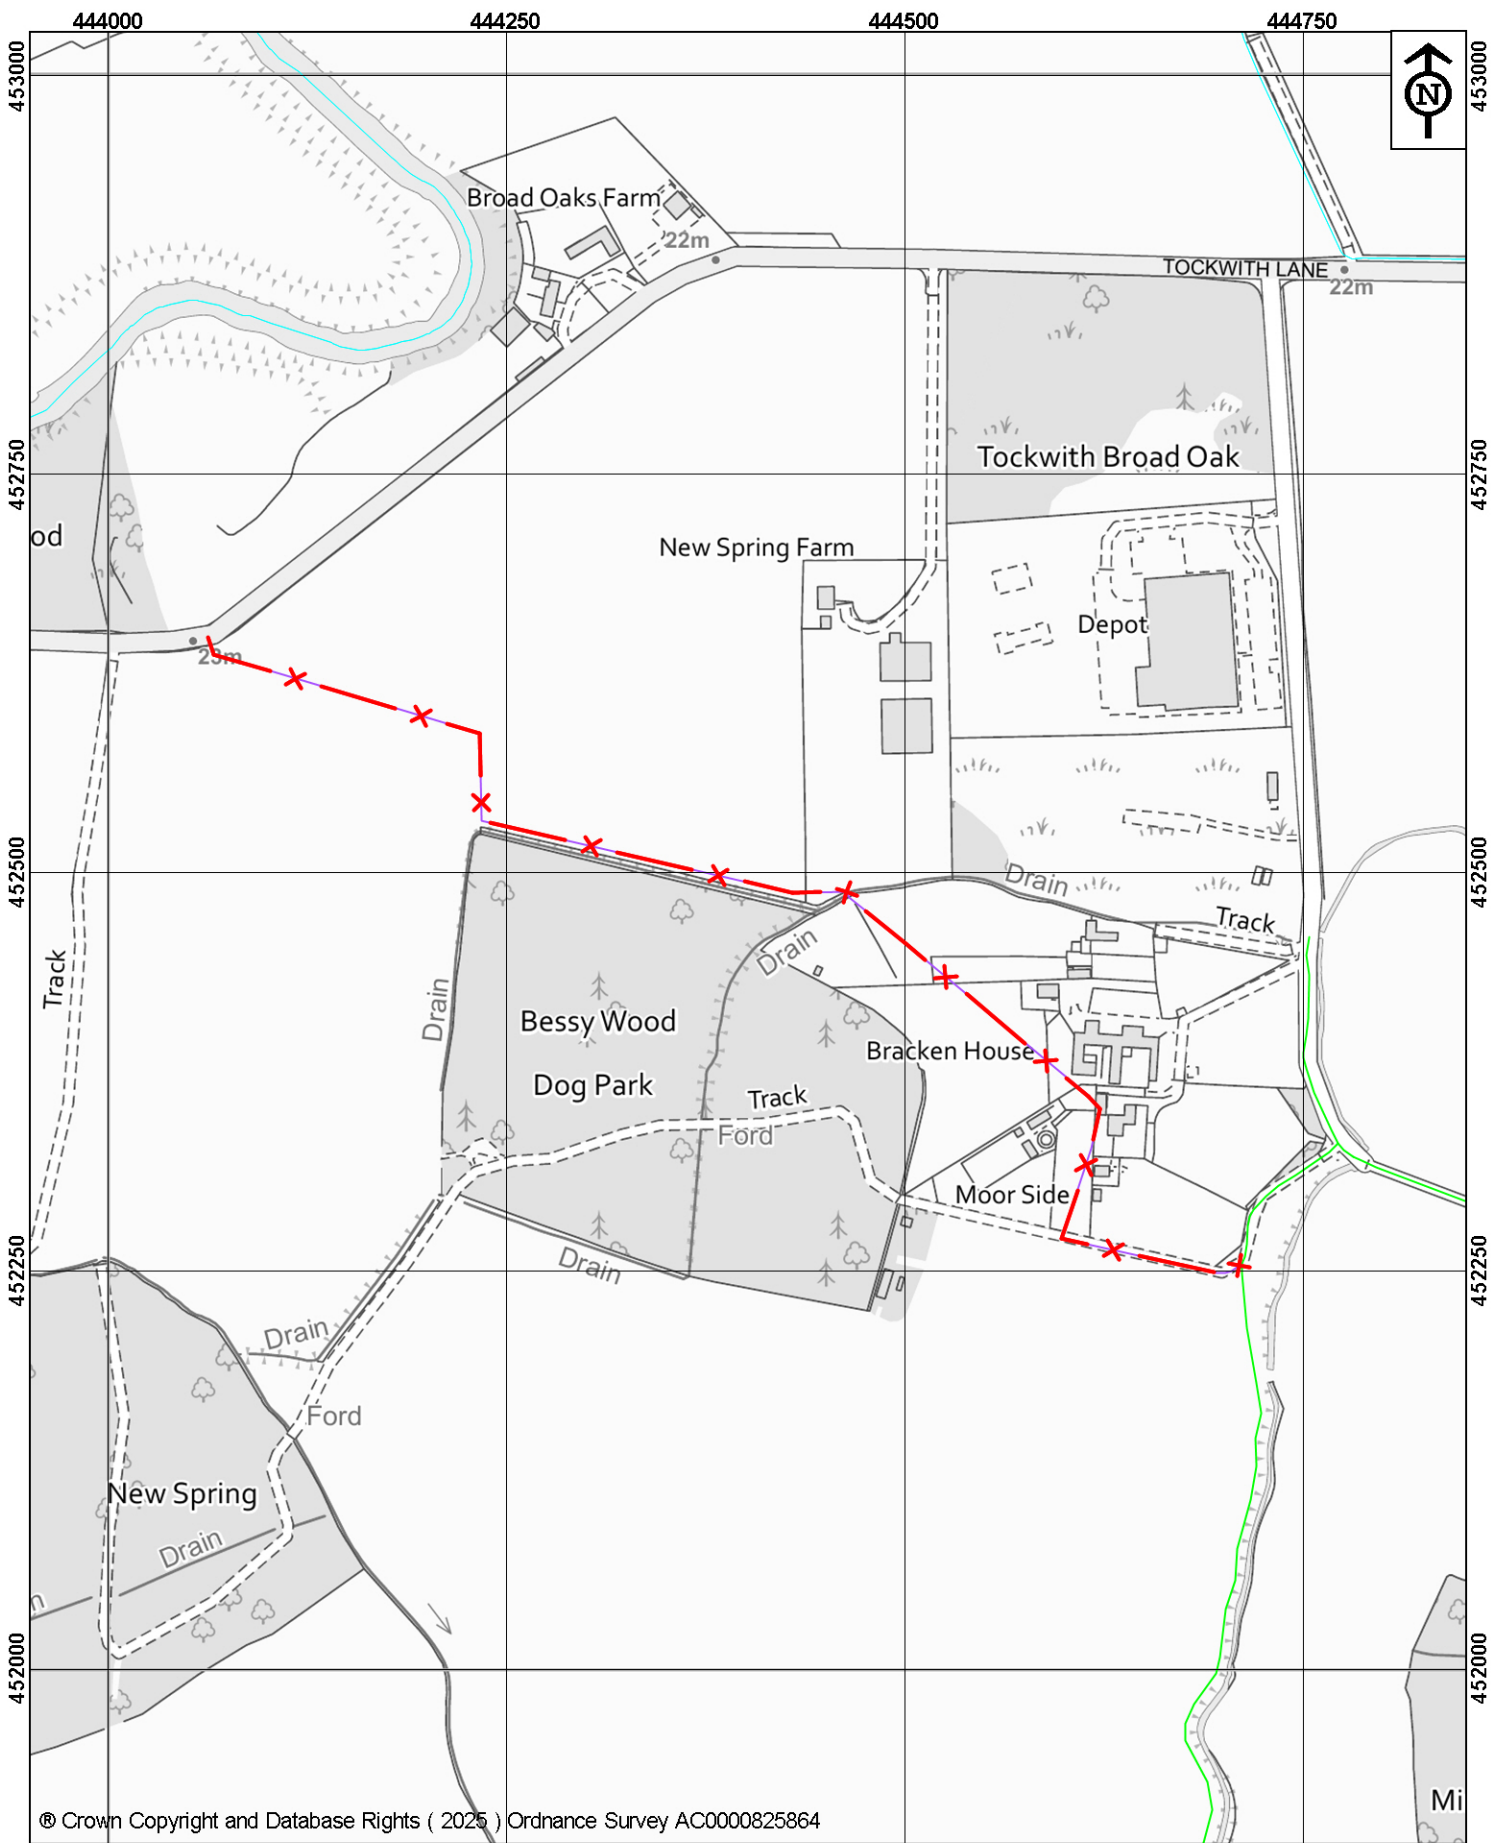 444000 444250 444500 444750
453000 453000
N
Broad Oaks Farm
22m
TOCKWITH LANE
22m
452750 452750
Tockwith Broad Oak
od
New Spring Farm
Depot
23m
452500 452500
Drain
Track
Drain
Track
Drain
Bessy Wood
Bracken House
Dog Park
Track
Ford
Moor Side
452250 452250
Drain
Drain
Ford
New Spring
Drain
n
452000 452000
Mi
® Crown Copyright and Database Rights ( 2025 ) Ordnance Survey AC0000825864